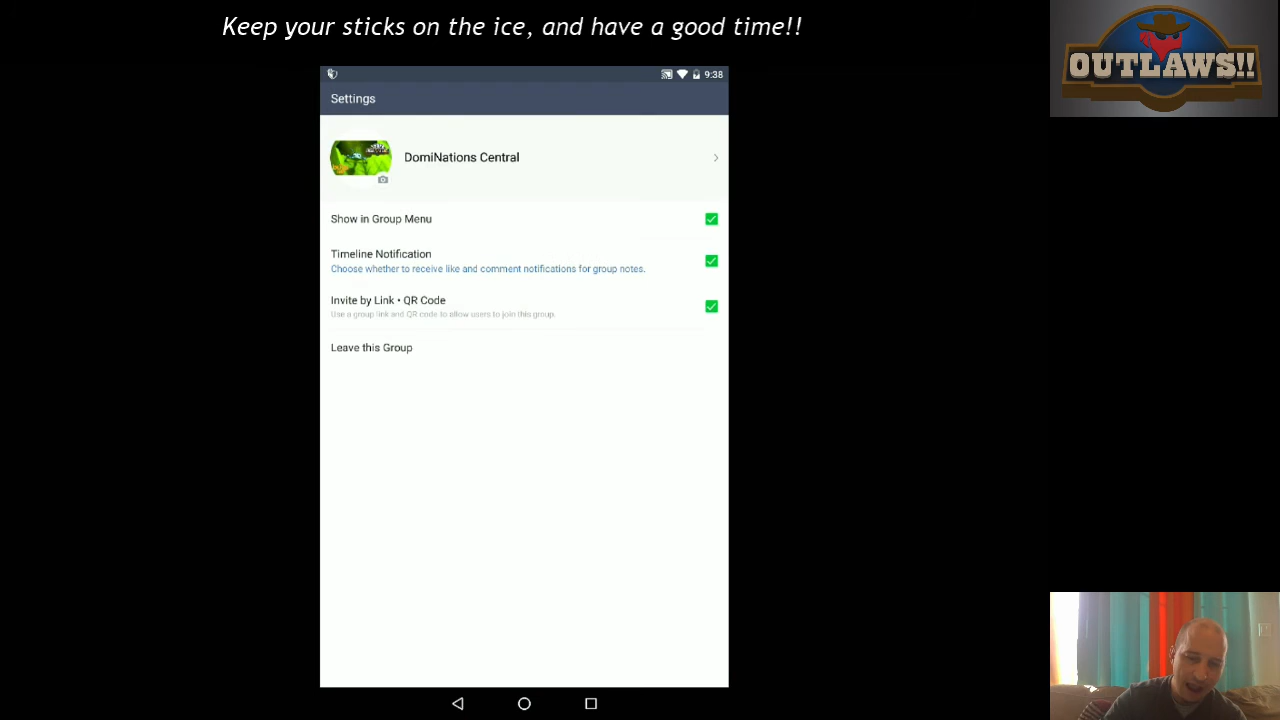 Keep your sticks on the ice, and have a good time!!
OUTLAWS!!
9:38
Settings
DomiNations Central
Show in Group Menu
Timeline Notification
Choose whether to receive like and comment notifications for group notes.
Invite by Link • QR Code
Use a group link and QR code to allow users to join this group.
Leave this Group